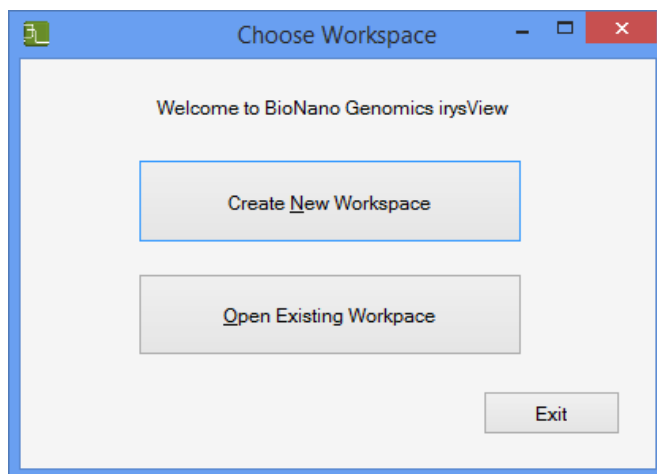 Choose Workspace
Welcome to BioNano Genomics irysView
Create New Workspace
Open Existing Workpace
Exit